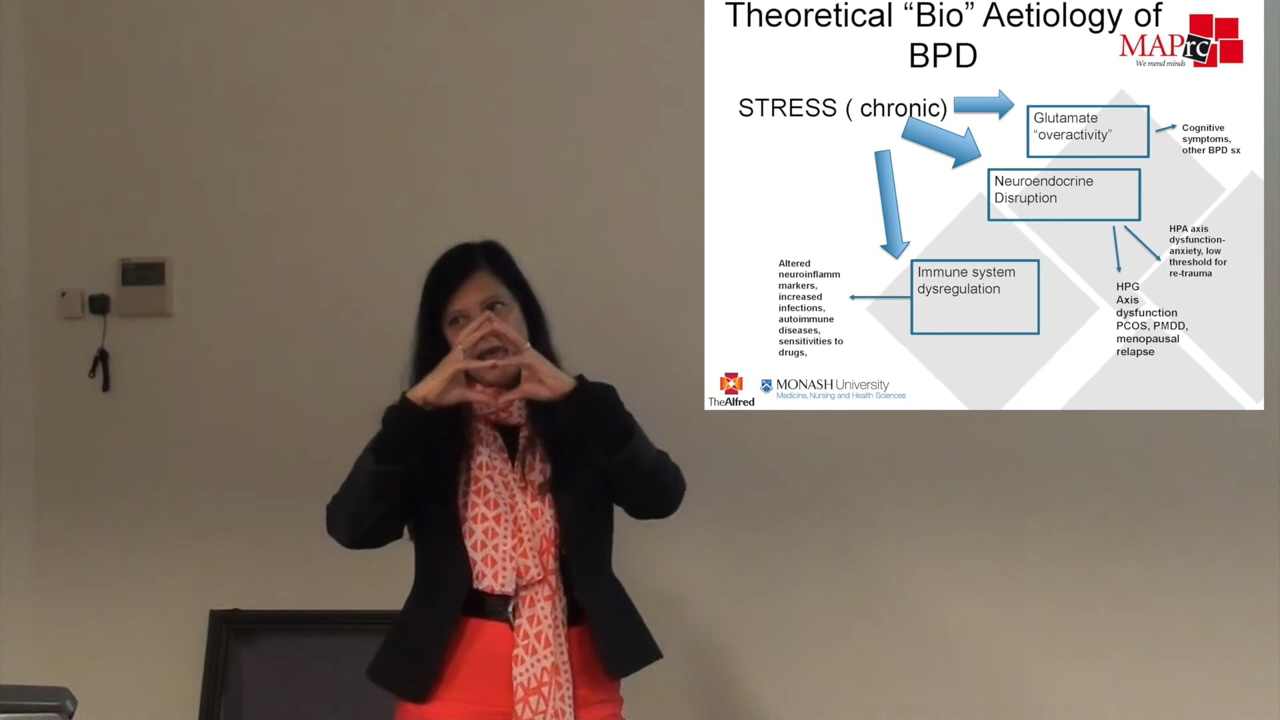 Theoretical “Bio” Aetiology of
BPD
MAPrc
We mend minds
STRESS ( chronic)
Glutamate
“overactivity”
Cognitive
symptoms,
other BPD sx
Neuroendocrine
Disruption
HPA axis
dysfunction-
anxiety, low
threshold for
re-trauma
HPG
Axis
dysfunction
PCOS, PMDD,
menopausal
relapse
Immune system
dysregulation
Altered
neuroinflamm
markers,
increased
infections,
autoimmune
diseases,
sensitivities to
drugs,
TheAlfred
MONASH University
Medicine, Nursing and Health Sciences